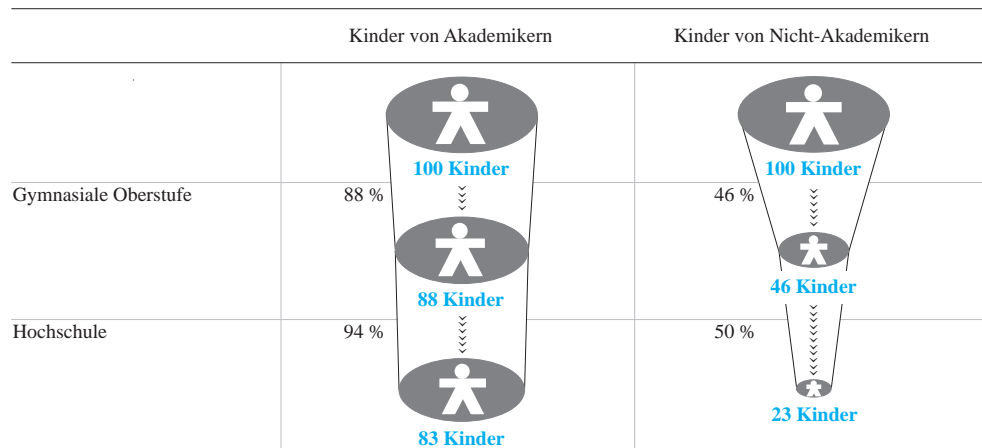 Kinder von Akademikern Kinder von Nicht-Akademikern
100 Kinder 100 Kinder
Gymnasiale Oberstufe 88 % 46 %
88 Kinder 46 Kinder
Hochschule 94 % 50 %
83 Kinder 23 Kinder